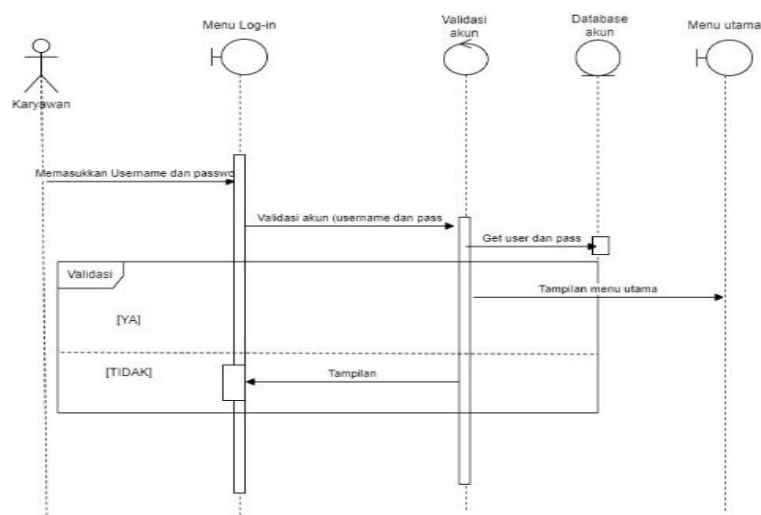 Menu Log-in
Validasi
akun
Database
akun
Menu utama
Karyawan
Memasukkan Username dan passwo
Validasi akun (username dan pass
Get user dan pass
Validasi
Tampilan menu utama
[YA]
[TIDAK]
Tampilan